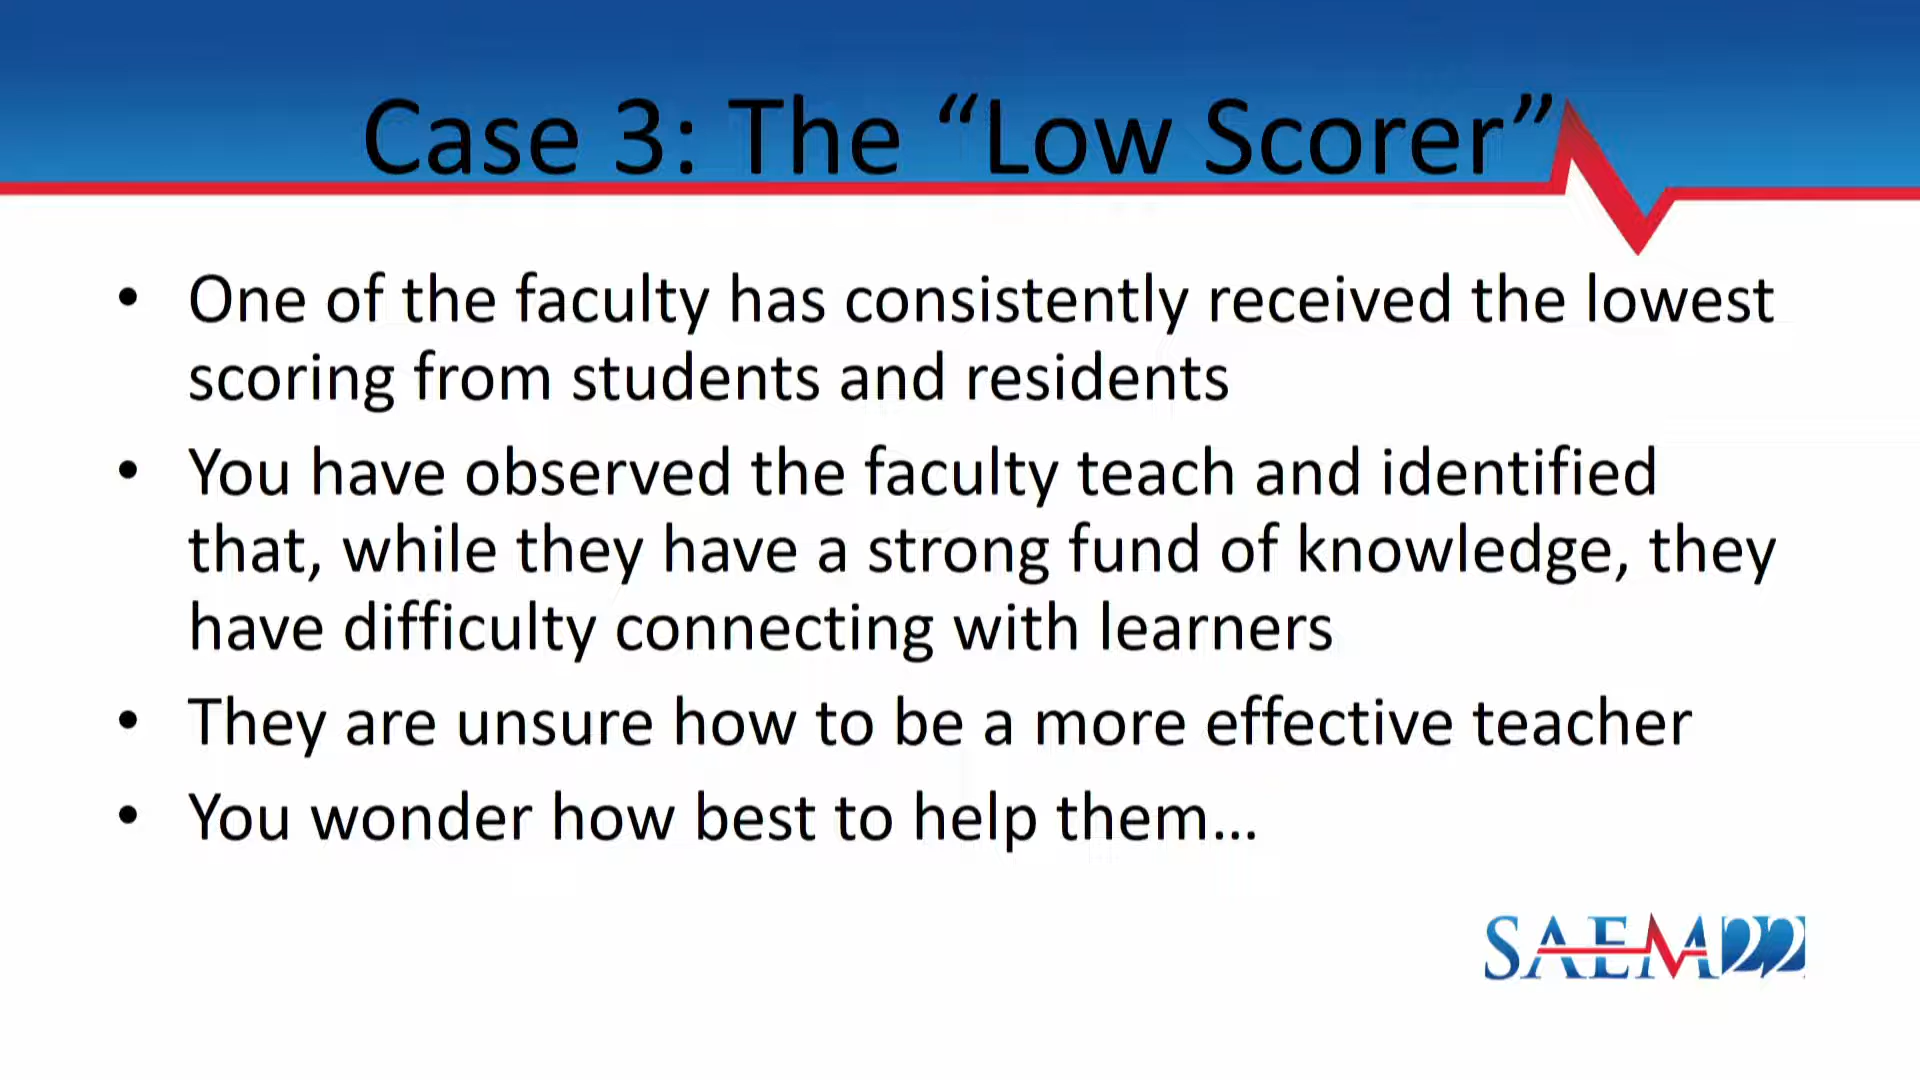 Case 3: The “Low Scorer”
• One of the faculty has consistently received the lowest
scoring from students and residents
• You have observed the faculty teach and identified
that, while they have a strong fund of knowledge, they
have difficulty connecting with learners
• They are unsure how to be a more effective teacher
• You wonder how best to help them…
SAEM22